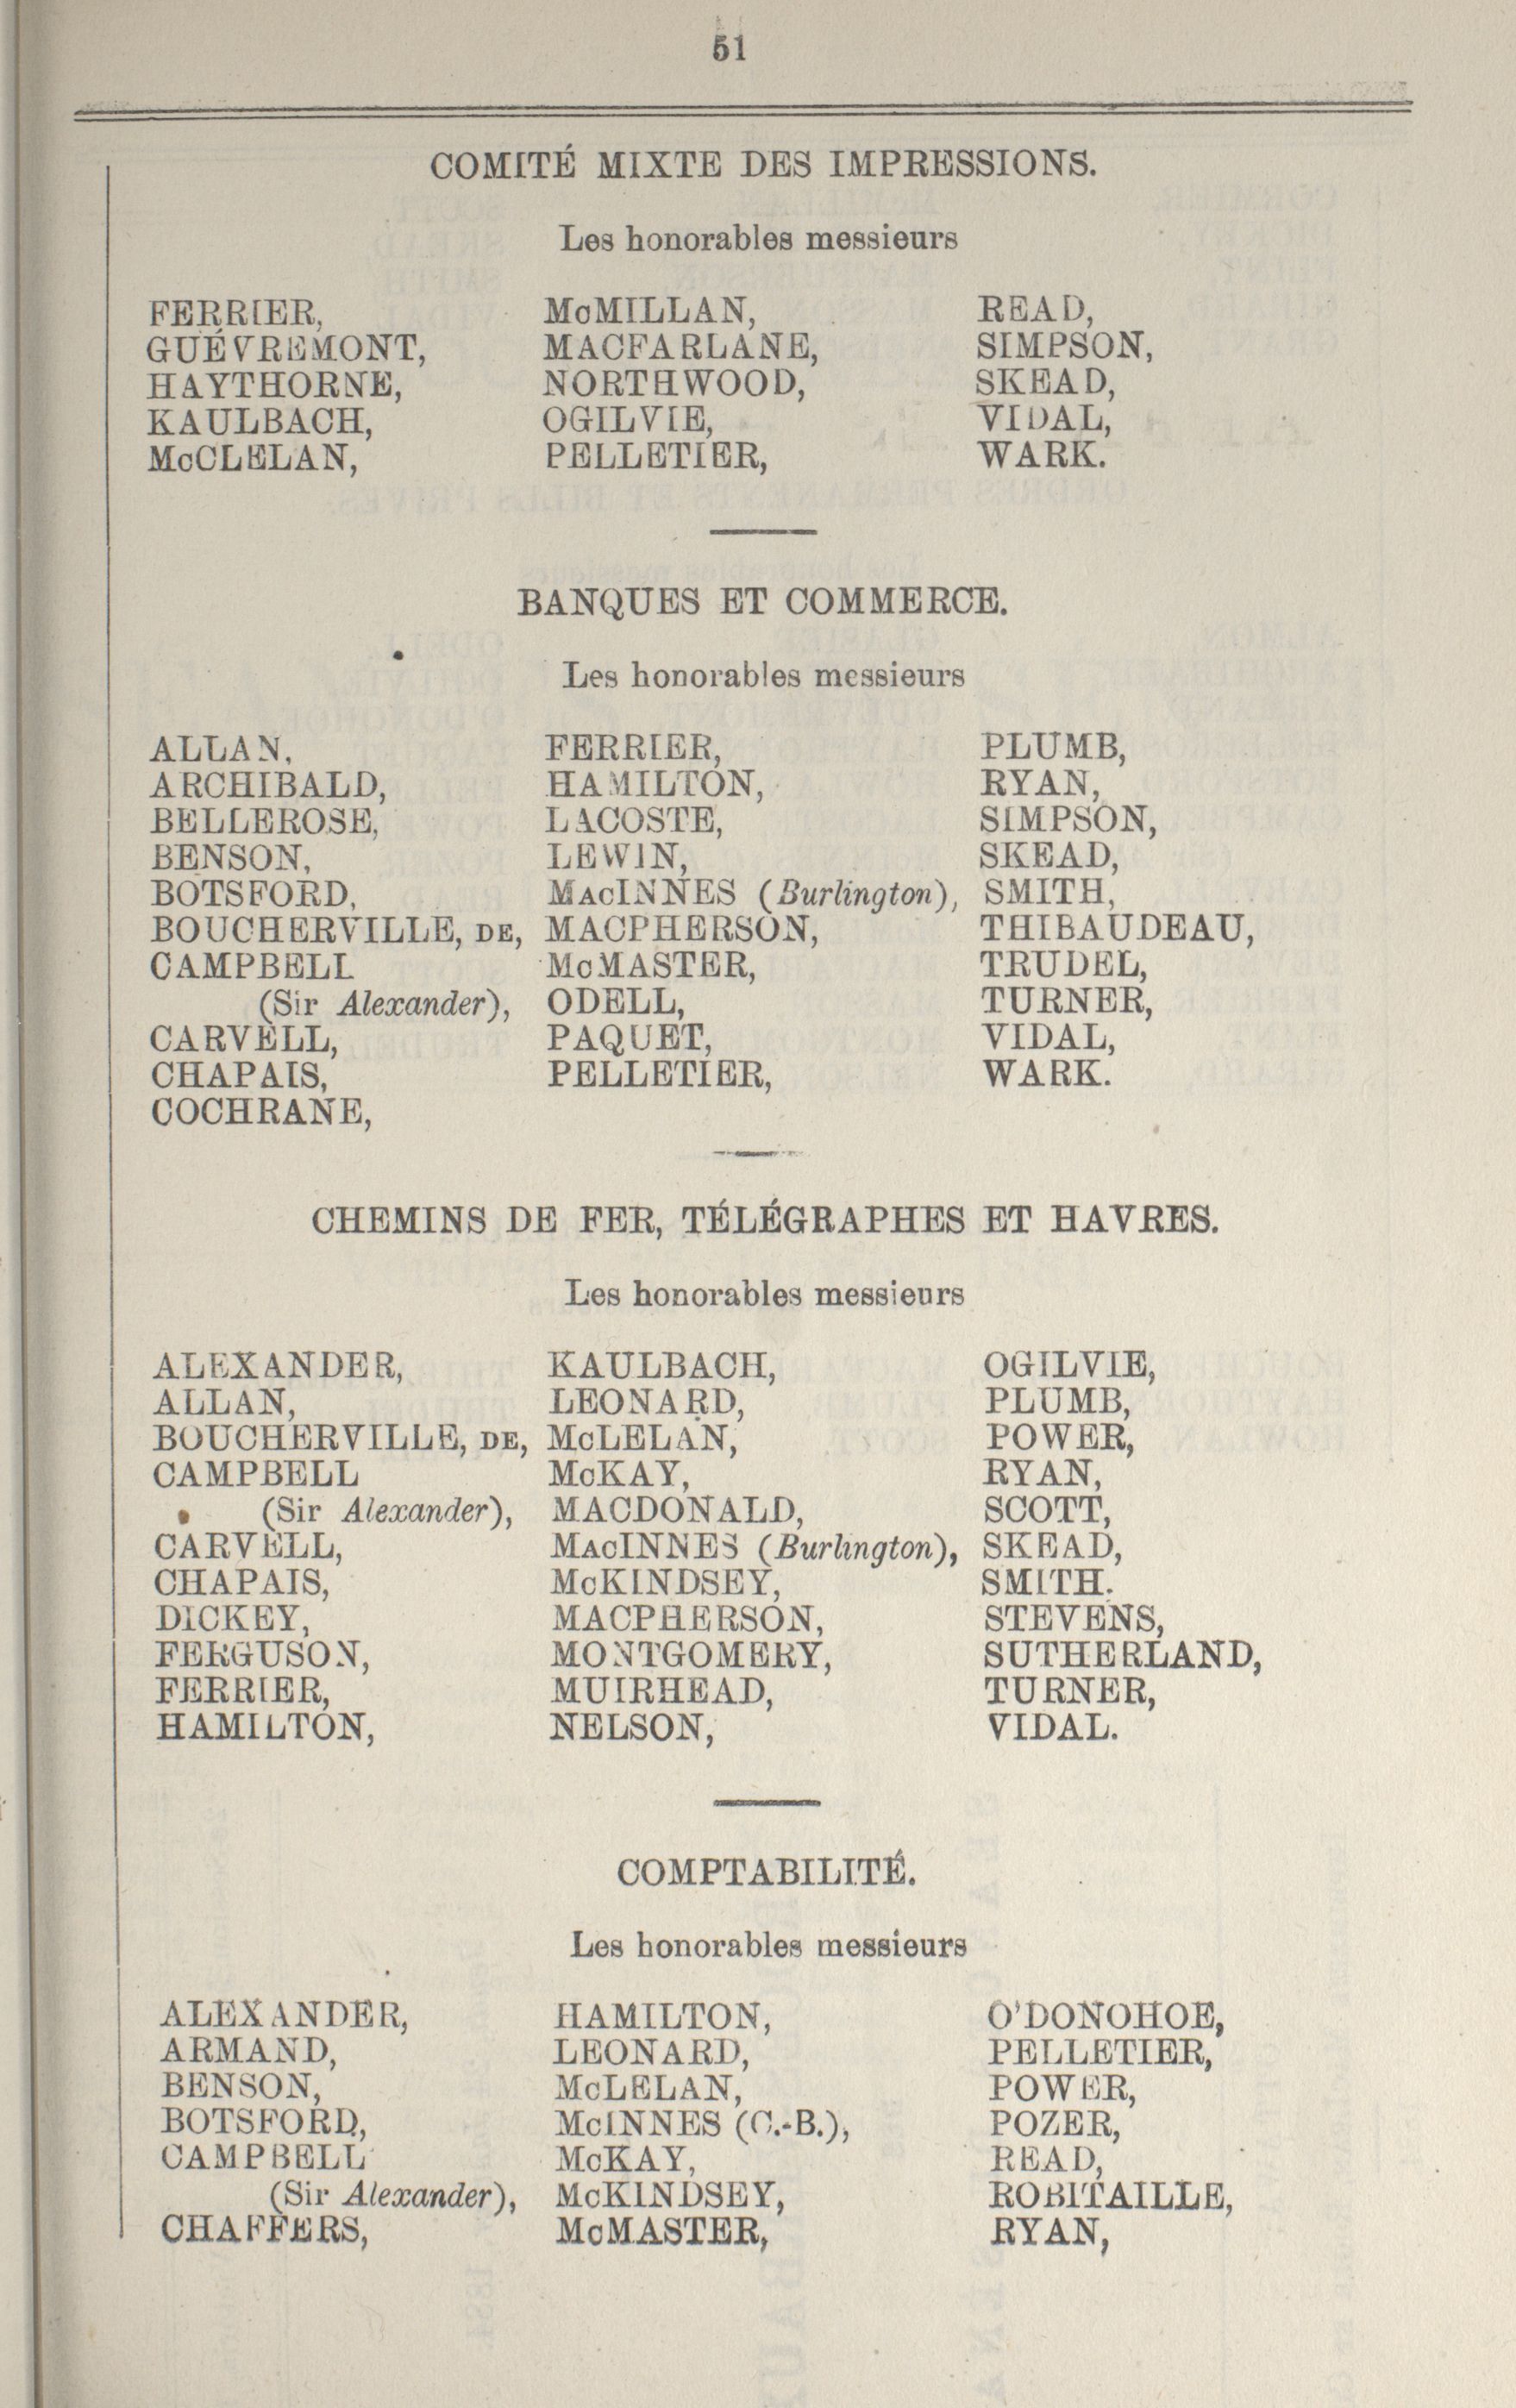 51
COMITÉ MIXTE DES IMPRESSIONS.
Les honorables messieurs
FERRIER,
GUÉVREMONT,
HAYTHORNE,
KAULBACH,
McCLELAN,
McMILLAN,
MACFARLANE,
NORTHWOOD,
OGILVIE,
PELLETIER,
READ,
SIMPSON,
SKEAD,
VIDAL,
WARK.
BANQUES ET COMMERCE.
Les honorables messieurs
ALLAN,
ARCHIBALD,
BELLEROSE,
BENSON,
BOTSFORD,
BOUCHERVILLE, DE,
CAMPBELL
(Sir Alexander),
CARVELL,
CHAPAIS,
COCHRANE,
FERRIER,
HAMILTON,
LACOSTE,
LEWIN,
MacINNES (Burlington),
MACPHERSON,
McMASTER,
ODELL,
PAQUET,
PELLETIER,
PLUMB,
RYAN,
SIMPSON,
SKEAD,
SMITH,
THIBAUDEAU,
TRUDEL,
TURNER,
VIDAL,
WARK.
CHEMINS DE FER, TÉLÉGRAPHES ET HAVRES.
Les honorables messieurs
ALEXANDER,
ALLAN,
BOUCHERVILLE, DE,
CAMPBELL
(Sir Alexander),
CARVELL,
CHAPAIS,
DICKEY,
FERGUSON,
FERRIER,
HAMILTON,
KAULBACH,
LEONARD,
McLELAN,
McKAY,
MACDONALD,
MacINNES (Burlington),
McKINDSEY,
MACPHERSON,
MONTGOMERY,
MUIRHEAD,
NELSON,
OGILVIE,
PLUMB,
POWER,
RYAN,
SCOTT,
SKEAD,
SMITH.
STEVENS,
SUTHERLAND,
TURNER,
VIDAL.
COMPTABILITÉ.
Les honorables messieurs
ALEXANDER,
ARMAND,
BENSON,
BOTSFORD,
CAMPBELL
(Sir Alexander),
CHAFFERS,
HAMILTON,
LEONARD,
McLELAN,
McINNES (C.-B.),
McKAY,
McKINDSEY,
McMASTER,
O'DONOHOE,
PELLETIER,
POWER,
POZER,
READ,
ROBITAILLE,
RYAN,